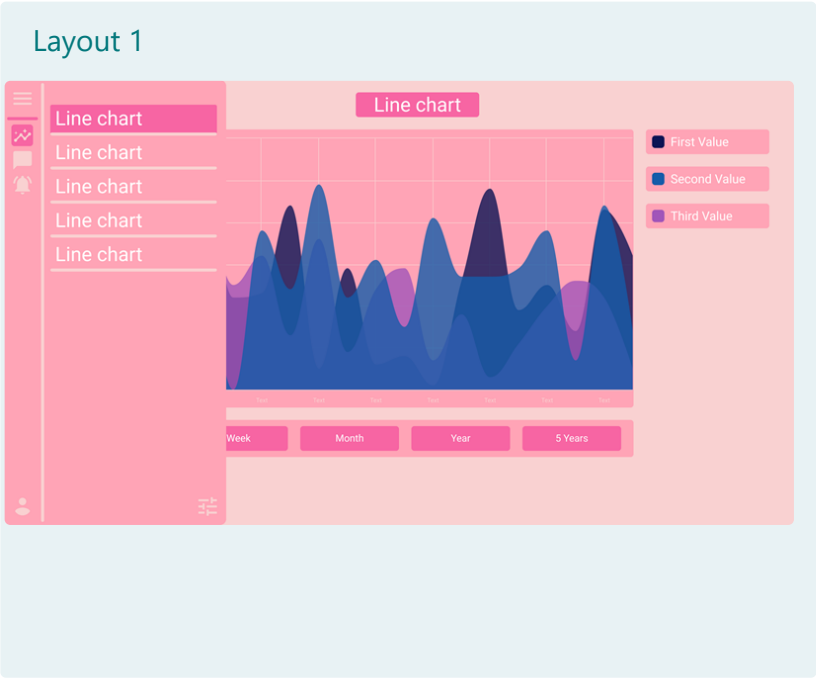 Layout 1
Line chart
Line chart
Line chart
Line chart
Line chart
Line chart
First Value
Second Value
Third Value
Week
Month
Year
5 Years